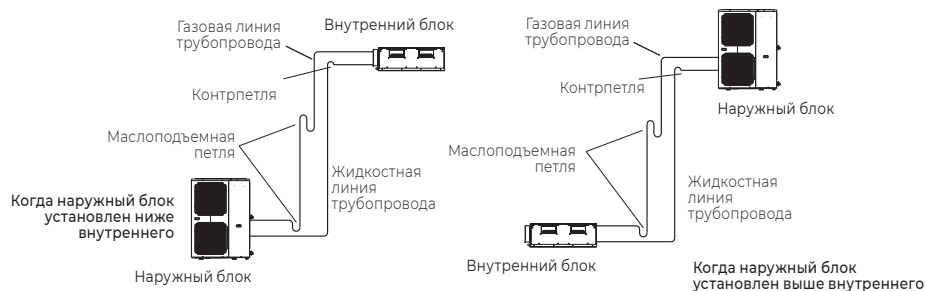 Газовая линия
трубопровода
Внутренний блок
Контрпетля
Маслоподъемная
петля
Жидкостная
линия
трубопровода
Когда наружный блок
установлен ниже
внутреннего
Наружный блок
Газовая линия
трубопровода
Контрпетля
Наружный блок
Маслоподъемная
петля
Жидкостная
линия
трубопровода
Внутренний блок
Когда наружный блок
установлен выше внутреннего